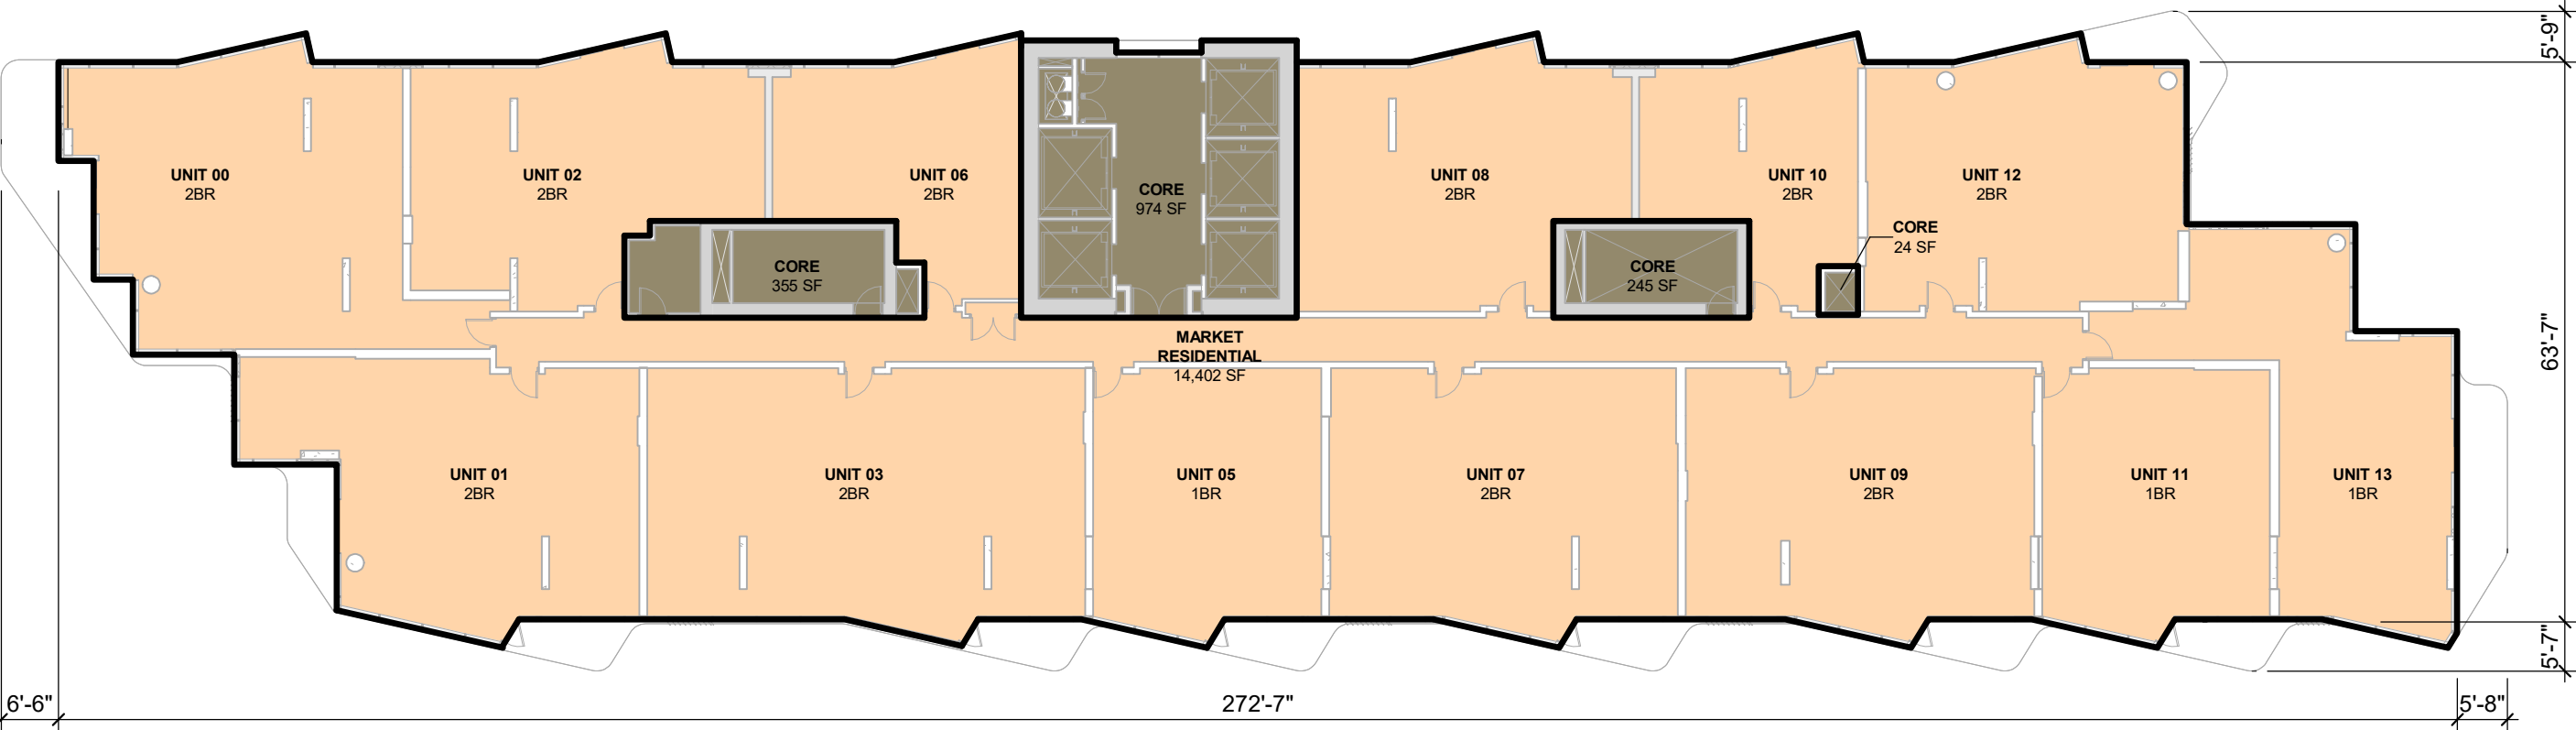 5'-9"
UNIT 00
2BR
UNIT 02
2BR
UNIT 06
2BR
CORE
974 SF
UNIT 08
2BR
UNIT 10
2BR
UNIT 12
2BR
CORE
24 SF
CORE
355 SF
CORE
245 SF
MARKET
RESIDENTIAL
14,402 SF
63'-7"
UNIT 01
2BR
UNIT 03
2BR
UNIT 05
1BR
UNIT 07
2BR
UNIT 09
2BR
UNIT 11
1BR
UNIT 13
1BR
5'-7"
6'-6"
272'-7"
5'-8"